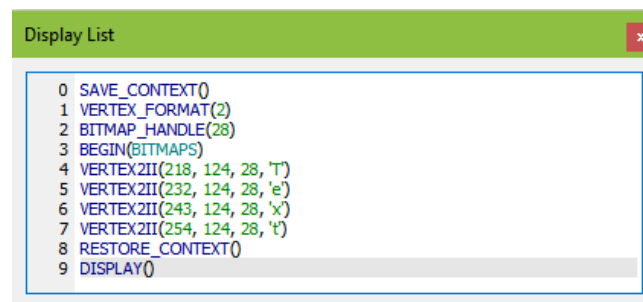 Display List
x
0 SAVE_CONTEXT()
1 VERTEX_FORMAT(2)
2 BITMAP_HANDLE(28)
3 BEGIN(BITMAPS)
4 VERTEX2II(218, 124, 28, 'T')
5 VERTEX2II(232, 124, 28, 'e')
6 VERTEX2II(243, 124, 28, 'x')
7 VERTEX2II(254, 124, 28, 't')
8 RESTORE_CONTEXT()
9 DISPLAY()